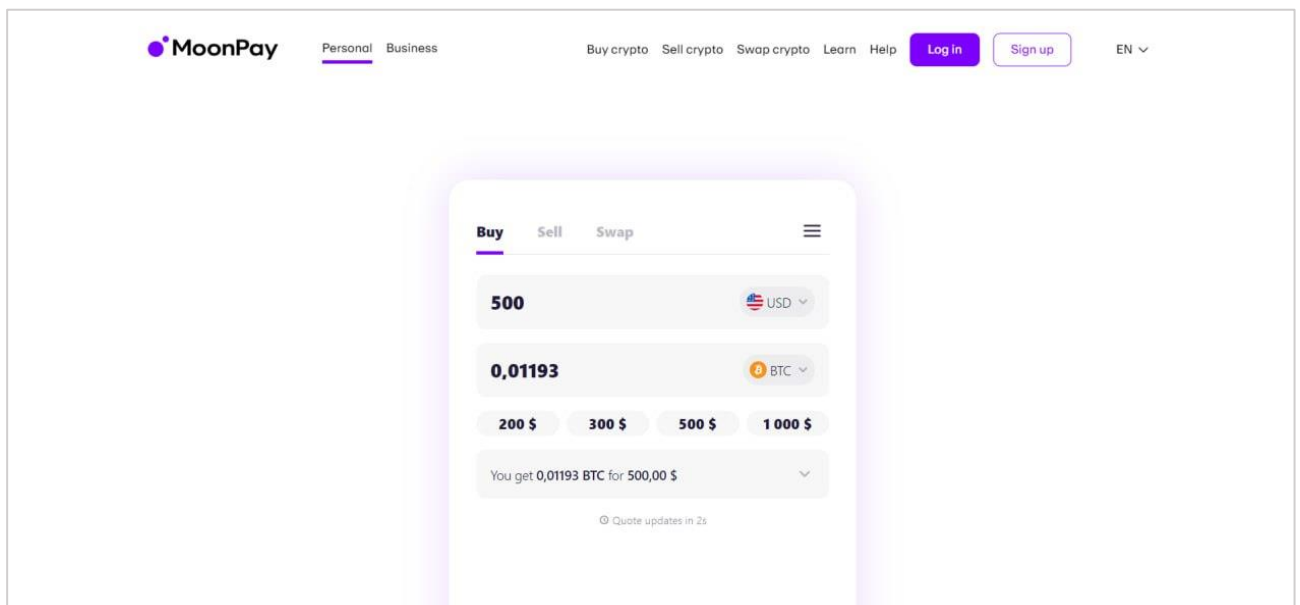 MoonPay Personal Business Buy crypto Sell crypto Swap crypto Learn Help Log in Sign up EN
Buy Sell Swap
500 USD
0,01193 BTC
200 $ 300 $ 500 $ 1 000 $
You get 0,01193 BTC for 500,00 $
Quote updates in 2s